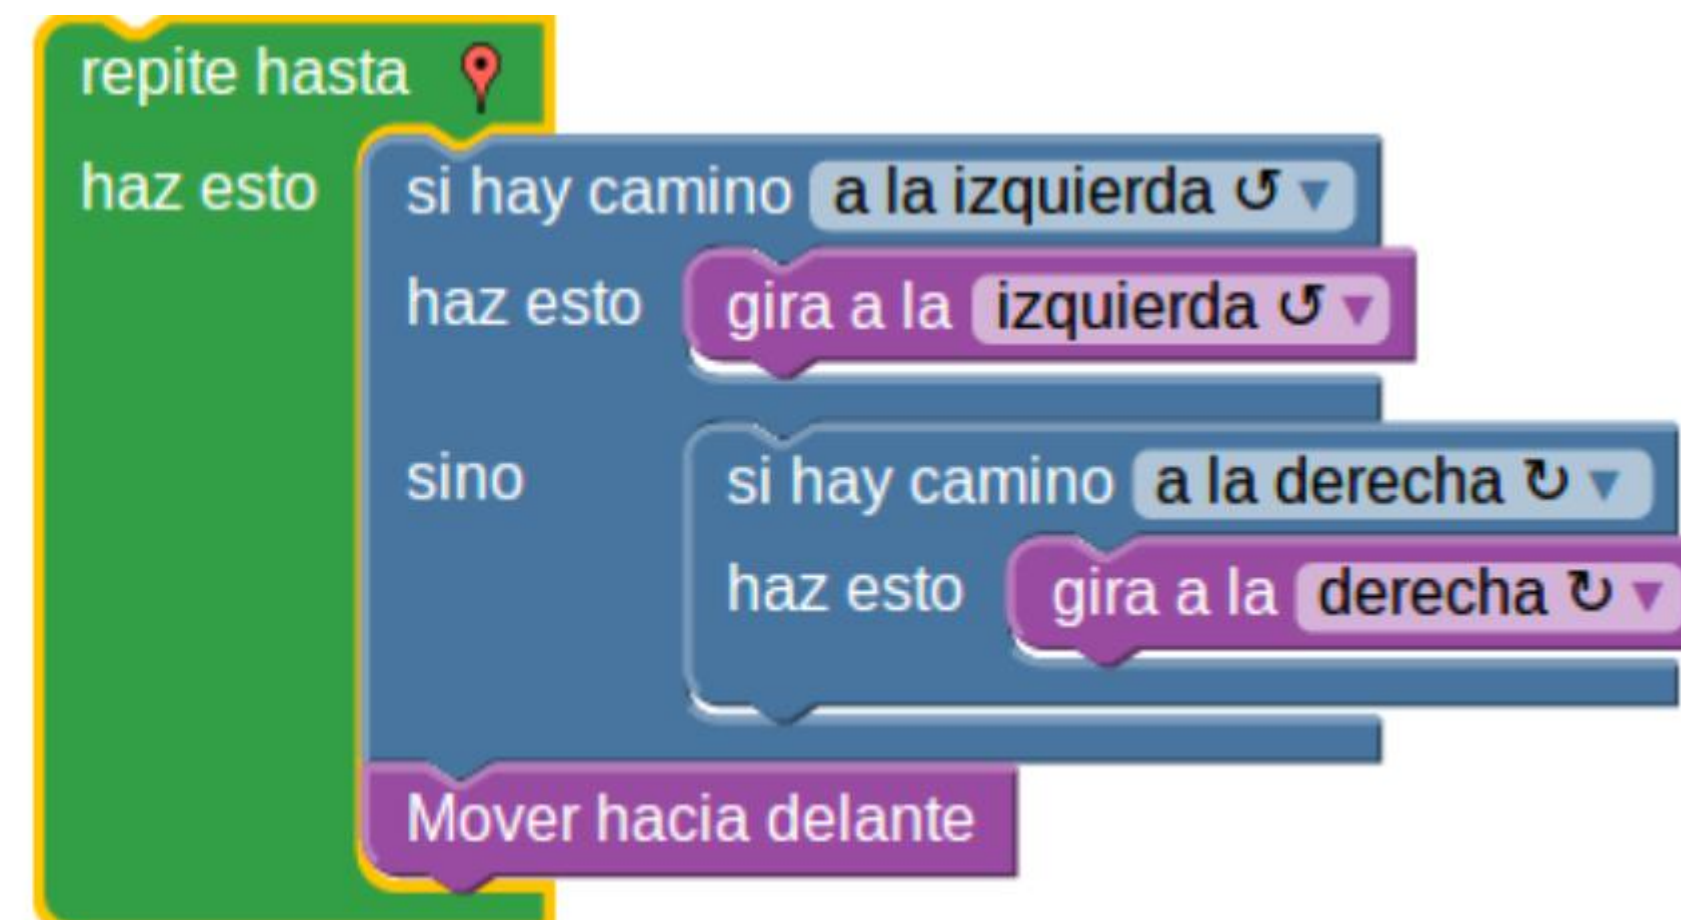 repite hasta
haz esto si hay camino a la izquierda ↺ ▼
haz esto gira a la izquierda ↺ ▼
sino si hay camino a la derecha ↻ ▼
haz esto gira a la derecha ↻ ▼
Mover hacia delante